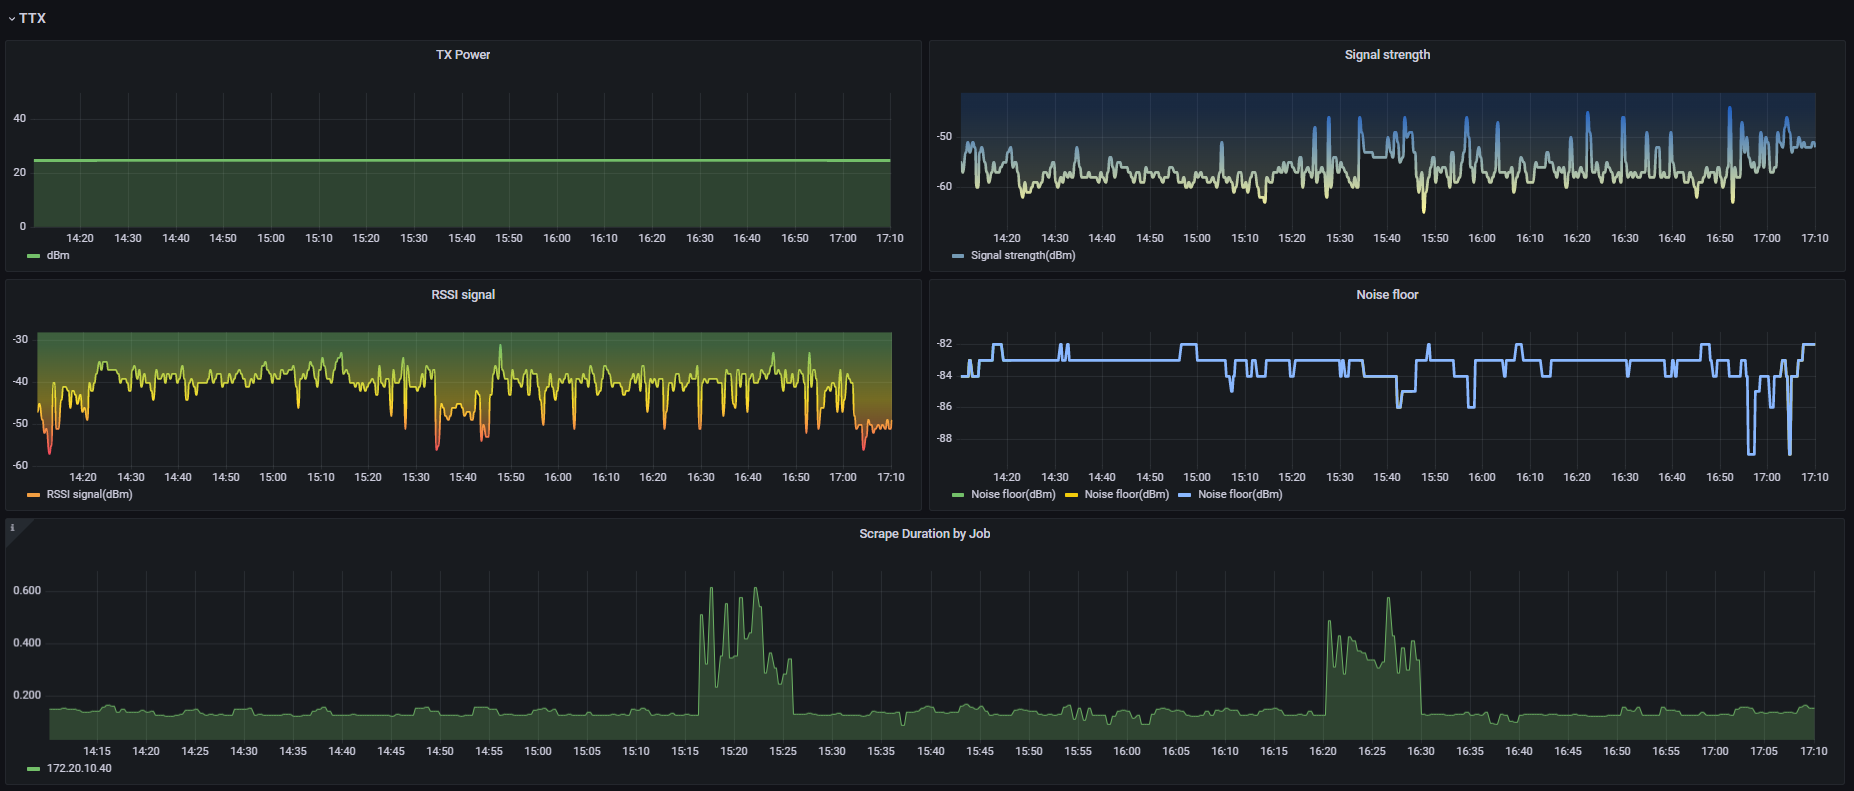 TTX
TX Power
40
20
0
14:20 14:30 14:40 14:50 15:00 15:10 15:20 15:30 15:40 15:50 16:00 16:10 16:20 16:30 16:40 16:50 17:00 17:10
dBm
Signal strength
-50
-60
14:20 14:30 14:40 14:50 15:00 15:10 15:20 15:30 15:40 15:50 16:00 16:10 16:20 16:30 16:40 16:50 17:00 17:10
Signal strength(dBm)
RSSI signal
-30
-40
-50
-60
14:20 14:30 14:40 14:50 15:00 15:10 15:20 15:30 15:40 15:50 16:00 16:10 16:20 16:30 16:40 16:50 17:00 17:10
RSSI signal(dBm)
Noise floor
-82
-84
-86
-88
14:20 14:30 14:40 14:50 15:00 15:10 15:20 15:30 15:40 15:50 16:00 16:10 16:20 16:30 16:40 16:50 17:00 17:10
Noise floor(dBm) Noise floor(dBm) Noise floor(dBm)
i
Scrape Duration by Job
0.600
0.400
0.200
14:15 14:20 14:25 14:30 14:35 14:40 14:45 14:50 14:55 15:00 15:05 15:10 15:15 15:20 15:25 15:30 15:35 15:40 15:45 15:50 15:55 16:00 16:05 16:10 16:15 16:20 16:25 16:30 16:35 16:40 16:45 16:50 16:55 17:00 17:05 17:10
172.20.10.40